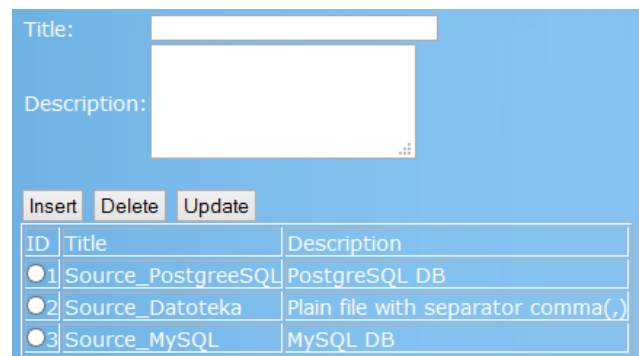 Title:
Description:
Insert Delete Update
ID Title Description
1 Source_PostgreeSQL PostgreSQL DB
2 Source_Datoteka Plain file with separator comma(,)
3 Source_MySQL MySQL DB